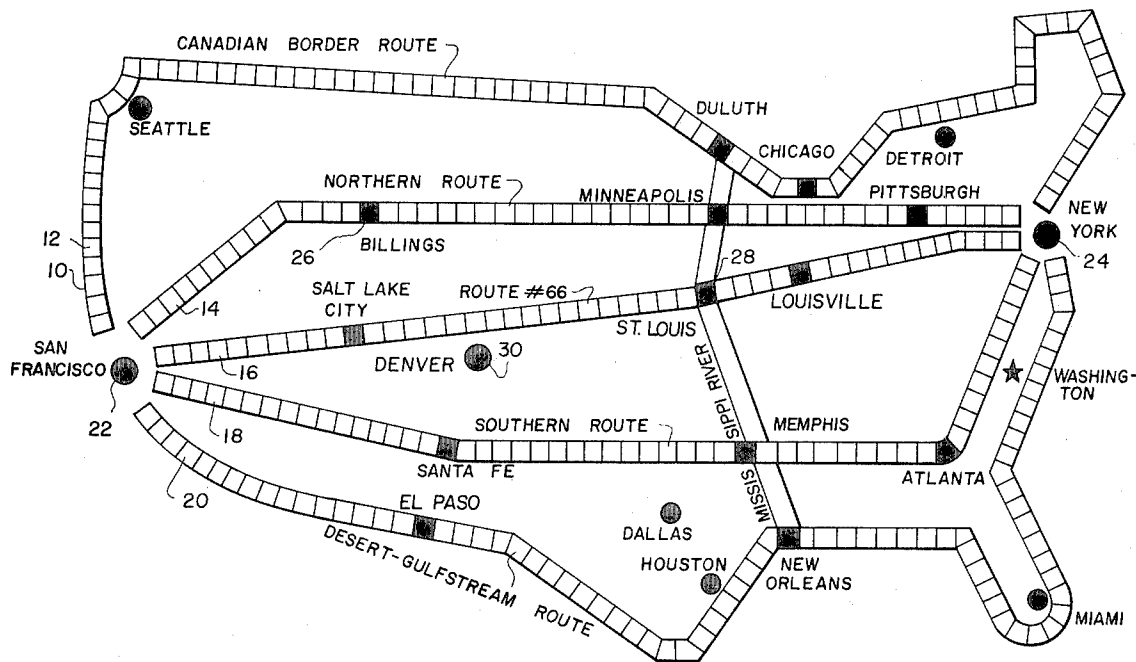 CANADIAN BORDER ROUTE
SEATTLE
DULUTH
CHICAGO
DETROIT
NORTHERN ROUTE
MINNEAPOLIS
PITTSBURGH
NEW
YORK
12
26
BILLINGS
28
24
10
14
SALT LAKE
CITY
ROUTE #66
LOUISVILLE
ST. LOUIS
SAN
FRANCISCO
16
DENVER
30
WASHING-
TON
22
18
SOUTHERN ROUTE
MISSIS SIPPI RIVER
MEMPHIS
SANTA FE
ATLANTA
20
EL PASO
DALLAS
DESERT-GULFSTREAM ROUTE
HOUSTON
NEW
ORLEANS
MIAMI